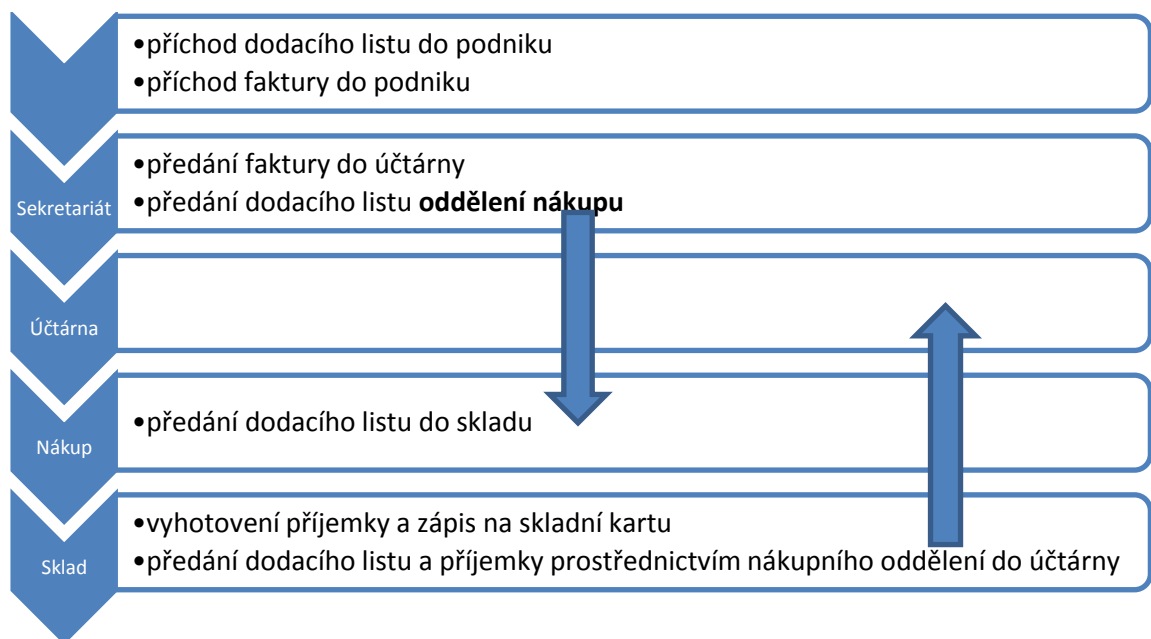 •příchod dodacího listu do podniku
•příchod faktury do podniku
Sekretariát
•předání faktury do účtárny
•předání dodacího listu oddělení nákupu
Účtárna
Nákup
•předání dodacího listu do skladu
Sklad
•vyhotovení příjemky a zápis na skladní kartu
•předání dodacího listu a příjemky prostřednictvím nákupního oddělení do účtárny